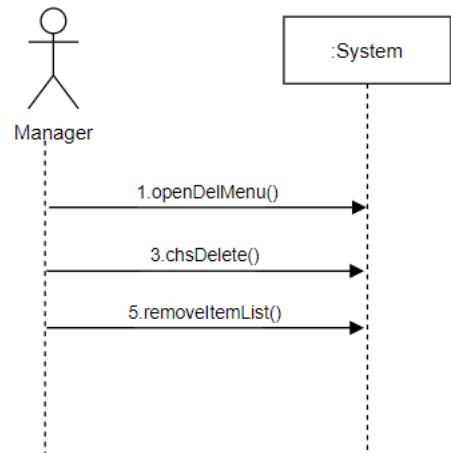 :System
Manager
1.openDelMenu()
3.chsDelete()
5.removeItemList()